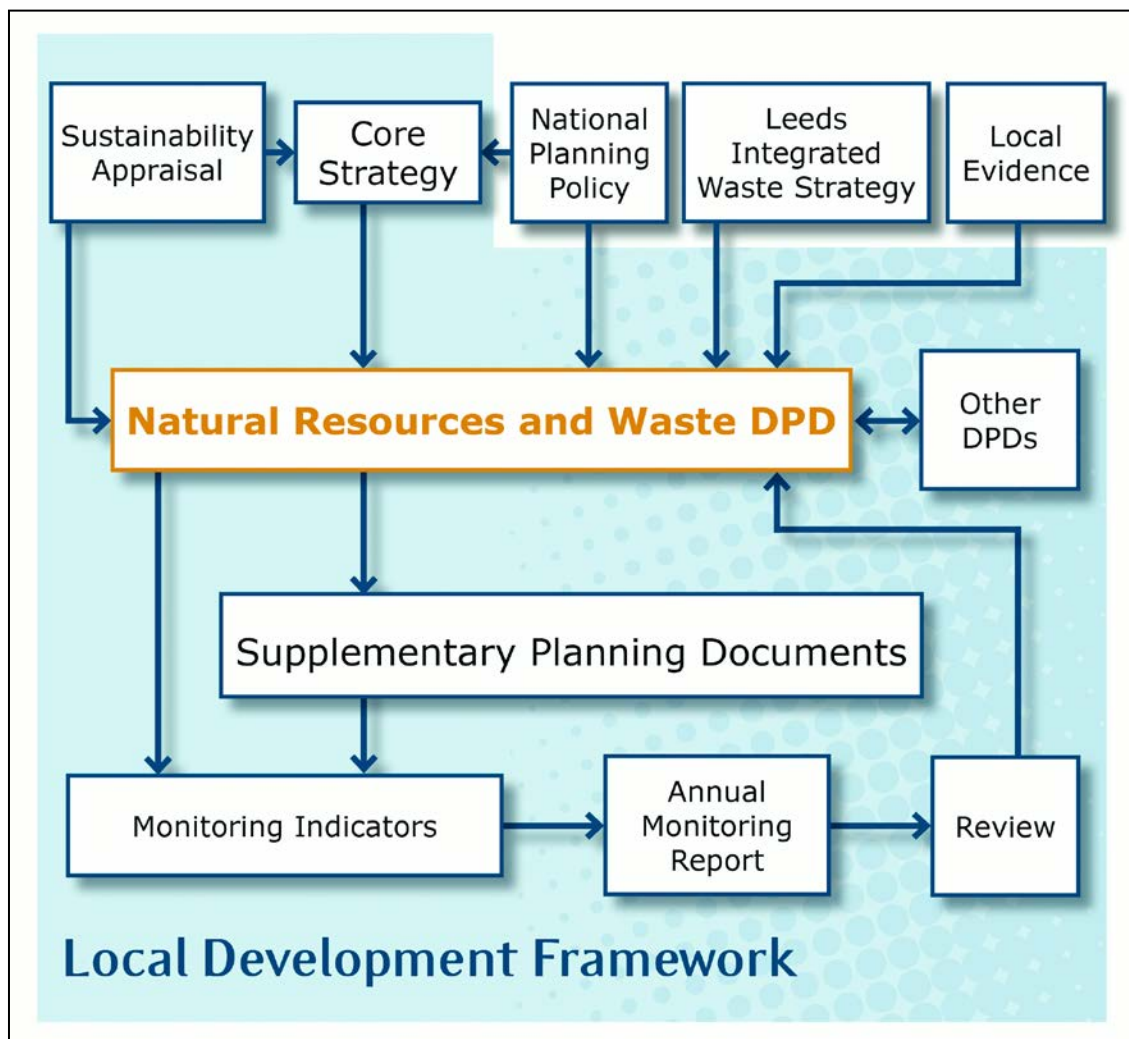 Sustainability
Appraisal
Core
Strategy
National
Planning
Policy
Leeds
Integrated
Waste Strategy
Local
Evidence
Natural Resources and Waste DPD
Other
DPDs
Supplementary Planning Documents
Monitoring Indicators
Annual
Monitoring
Report
Review
Local Development Framework